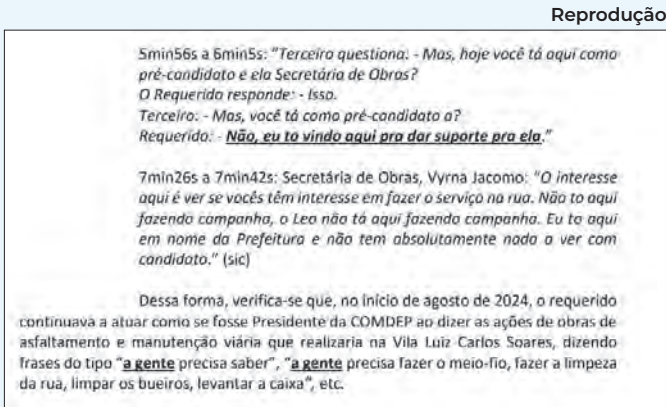 Reprodução
5min56s a 6min5s: "Terceiro questiona: - Mas, hoje você tá aqui como
pré-candidato e ela Secretária de Obras?
O Requerido responde: - Isso.
Terceiro: - Mas, você tá como pré-candidato a?
Requerido: - Não, eu to vindo aqui pra dar suporte pra ela."
7min26s a 7min42s: Secretária de Obras, Vyrna Jacomo: "O interesse
aqui é ver se vocês têm interesse em fazer o serviço na rua. Não to aqui
fazendo campanha, o Leo não tá aqui fazendo campanha. Eu to aqui
em nome da Prefeitura e não tem absolutamente nada a ver com
candidato." (sic)
Dessa forma, verifica-se que, no início de agosto de 2024, o requerido
continuava a atuar como se fosse Presidente da COMDEP ao dizer as ações de obras de
asfaltamento e manutenção viária que realizaria na Vila Luiz Carlos Soares, dizendo
frases do tipo "a gente precisa saber", "a gente precisa fazer o meio-fio, fazer a limpeza
da rua, limpar os bueiros, levantar a caixa", etc.